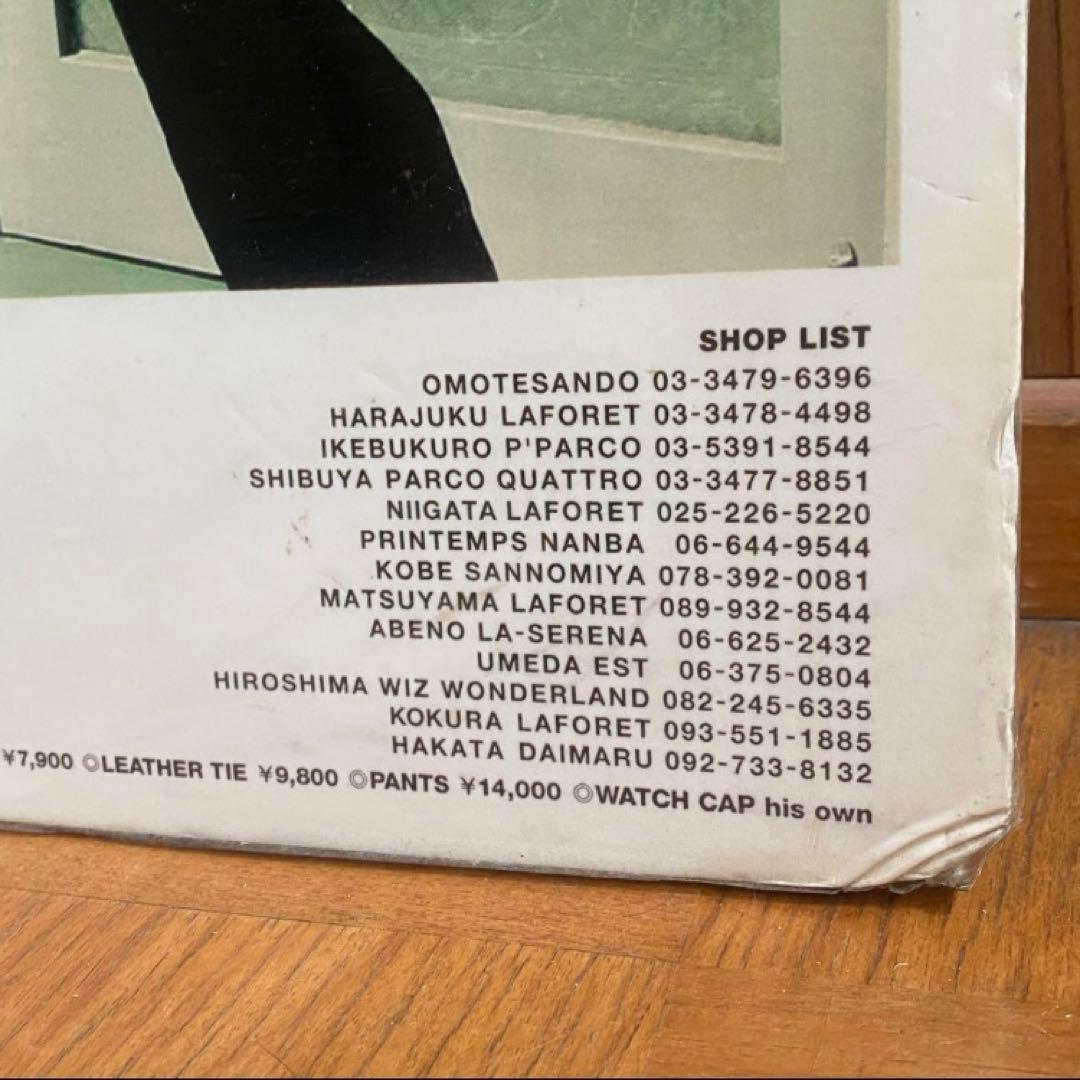 SHOP LIST
OMOTESANDO 03-3479-6396
HARAJUKU LAFORET 03-3478-4498
IKEBUKURO P'PARCO 03-5391-8544
SHIBUYA PARCO QUATTRO 03-3477-8851
NIIGATA LAFORET 025-226-5220
PRINTEMPS NANBA 06-644-9544
KOBE SANNOMIYA 078-392-0081
MATSUYAMA LAFORET 089-932-8544
ABENO LA-SERENA 06-625-2432
UMEDA EST 06-375-0804
HIROSHIMA WIZ WONDERLAND 082-245-6335
KOKURA LAFORET 093-551-1885
HAKATA DAIMARU 092-733-8132
¥7,900 ◎LEATHER TIE ¥9,800 ◎PANTS ¥14,000 ◎WATCH CAP his own